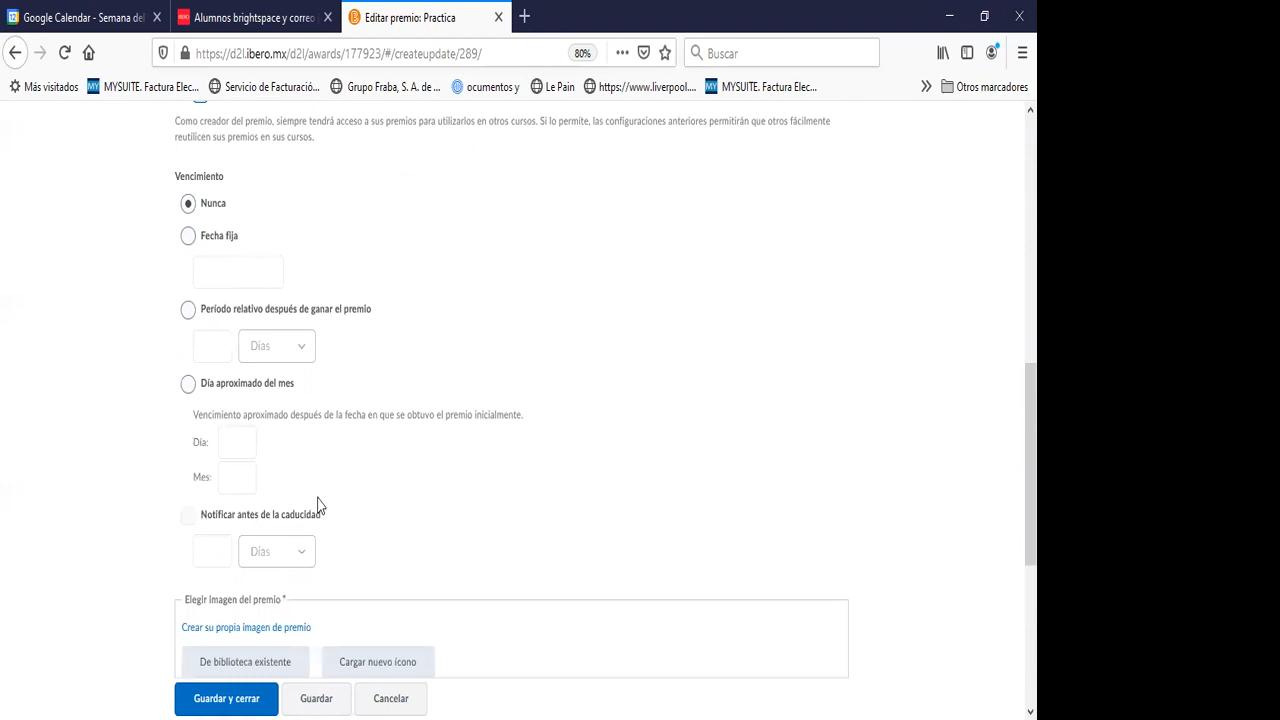 Google Calendar - Semana del
Alumnos brightspace y correo
Editar premio: Practica
https://d2l.ibero.mx/d2l/awards/177923/#/createupdate/289/
80%
Buscar
Más visitados
MYSUITE. Factura Elec...
Servicio de Facturació...
Grupo Fraba, S. A. de ...
ocumentos y
Le Pain
https://www.liverpool....
MYSUITE. Factura Elec...
Otros marcadores
Como creador del premio, siempre tendrá acceso a sus premios para utilizarlos en otros cursos. Si lo permite, las configuraciones anteriores permitirán que otros fácilmente
reutilicen sus premios en sus cursos.
Vencimiento
Nunca
Fecha fija
Período relativo después de ganar el premio
Días
Día aproximado del mes
Vencimiento aproximado después de la fecha en que se obtuvo el premio inicialmente.
Día:
Mes:
Notificar antes de la caducidad
Días
Elegir imagen del premio *
Crear su propia imagen de premio
De biblioteca existente
Cargar nuevo ícono
Guardar y cerrar
Guardar
Cancelar